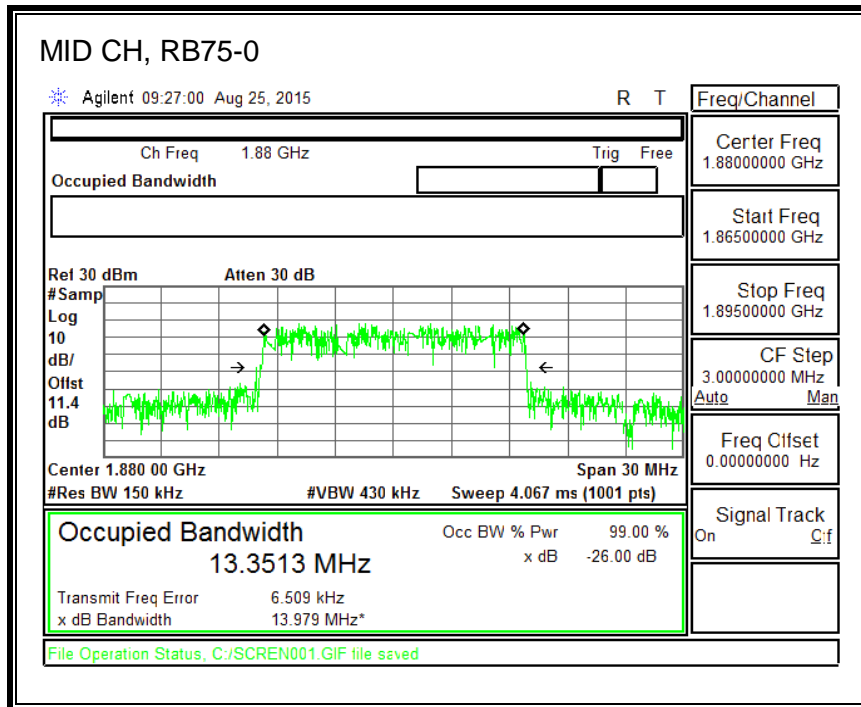 MID CH, RB75-0
Agilent 09:27:00 Aug 25, 2015 R T
Freq/Channel
Ch Freq 1.88 GHz Trig Free
Occupied Bandwidth
Center Freq
1.88000000 GHz
Start Freq
1.86500000 GHz
Stop Freq
1.89500000 GHz
CF Step
3.00000000 MHz
Auto Man
Freq Offset
0.00000000 Hz
Signal Track
On Off
Ref 30 dBm Atten 30 dB
#Samp
Log
10
dB/
Offst
11.4
dB
Center 1.880 00 GHz Span 30 MHz
#Res BW 150 kHz #VBW 430 kHz Sweep 4.067 ms (1001 pts)
Occupied Bandwidth
13.3513 MHz
Occ BW % Pwr 99.00 %
x dB -26.00 dB
Transmit Freq Error 6.509 kHz
x dB Bandwidth 13.979 MHz*
File Operation Status, C:/SCREN001.GIF file saved